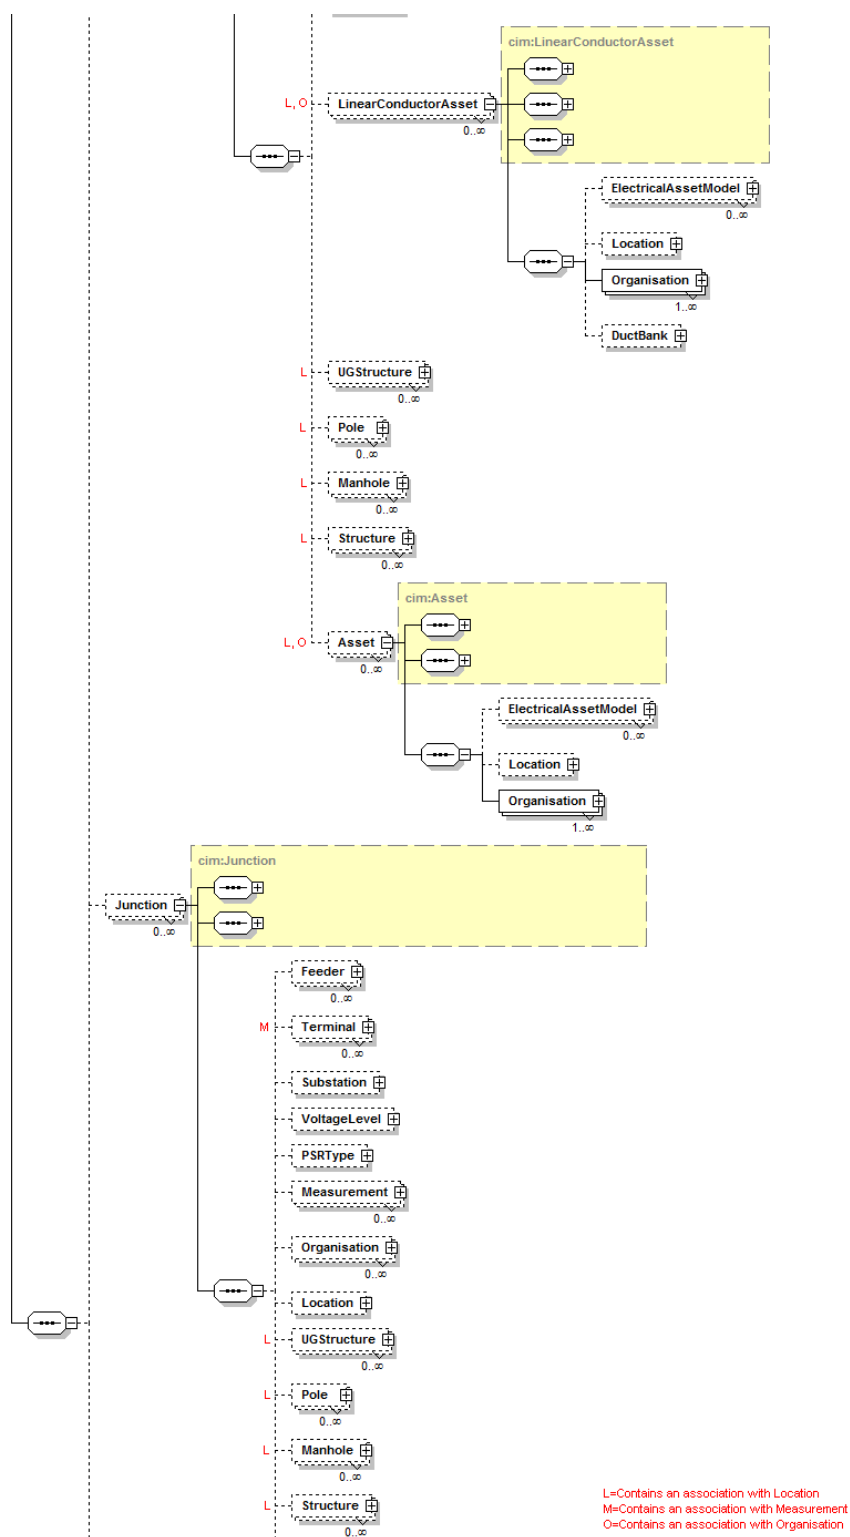 cim:LinearConductorAsset
L, O
LinearConductorAsset
0..∞
ElectricalAssetModel
0..∞
Location
Organisation
1..∞
DuctBank
L
UGStructure
0..∞
L
Pole
0..∞
L
Manhole
0..∞
L
Structure
0..∞
cim:Asset
L, O
Asset
0..∞
ElectricalAssetModel
0..∞
Location
Organisation
1..∞
cim:Junction
Junction
0..∞
Feeder
0..∞
M
Terminal
0..∞
Substation
VoltageLevel
PSRType
Measurement
0..∞
Organisation
0..∞
Location
L
UGStructure
0..∞
L
Pole
0..∞
L
Manhole
0..∞
L
Structure
0..∞
L=Contains an association with Location
M=Contains an association with Measurement
O=Contains an association with Organisation